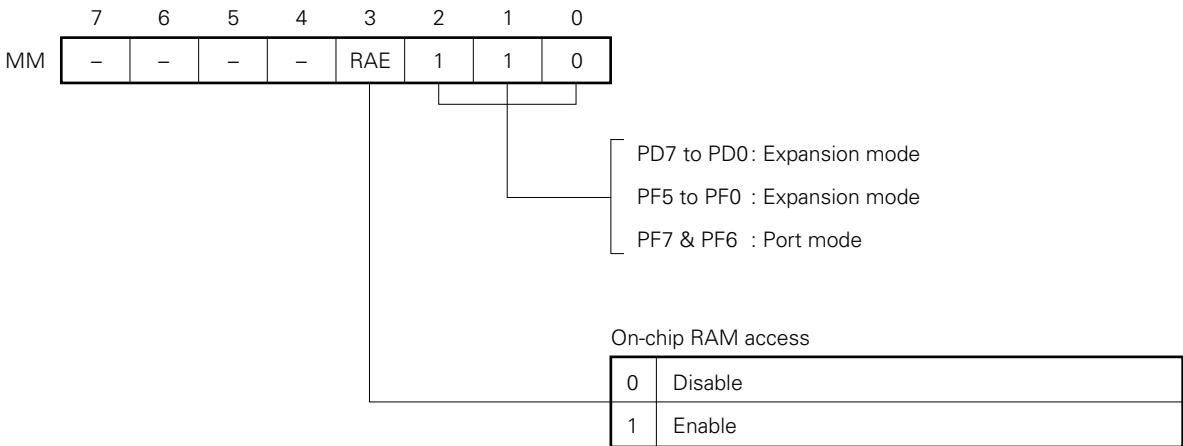 7 6 5 4 3 2 1 0
MM – – – – RAE 1 1 0
PD7 to PD0 : Expansion mode
PF5 to PF0 : Expansion mode
PF7 & PF6 : Port mode
On-chip RAM access
0 Disable
1 Enable